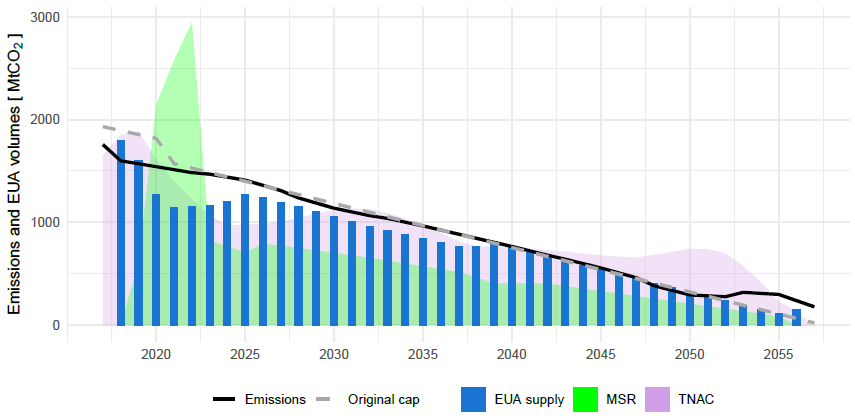 Emissions and EUA volumes [ MtCO₂ ]
3000
2000
1000
0
2020 2025 2030 2035 2040 2045 2050 2055
Emissions Original cap EUA supply MSR TNAC